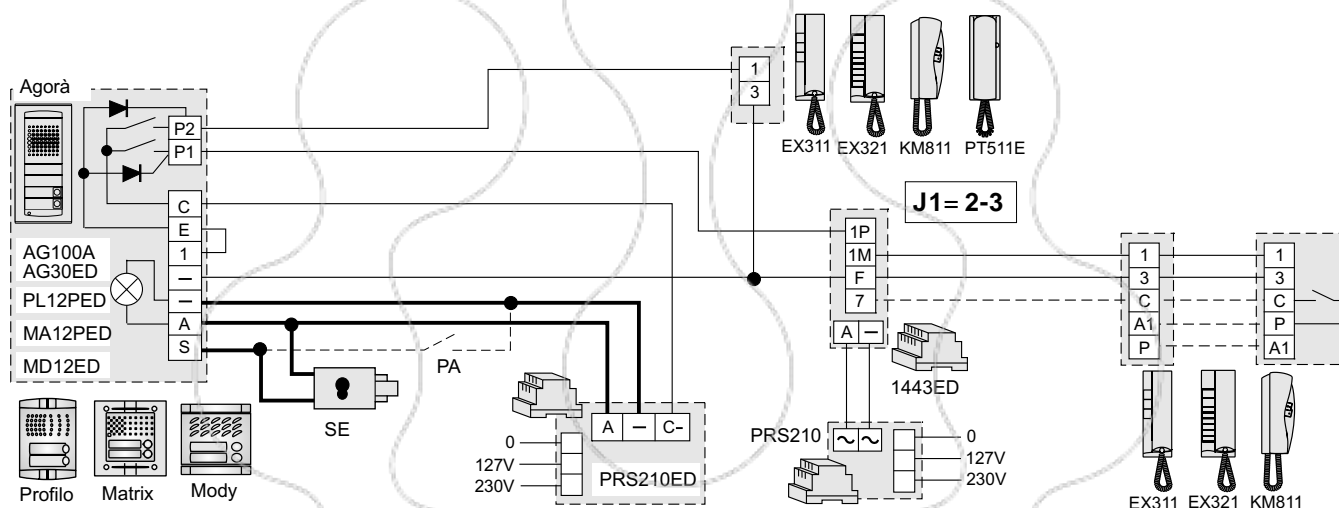 Agorà
P2
P1
C
E
1
—
—
A
S
AG100A
AG30ED
PL12PED
MA12PED
MD12ED
Profilo
Matrix
Mody
SE
PA
A — C-
0
127V
230V
PRS210ED
1
3
EX311 EX321 KM811 PT511E
J1= 2-3
1P
1M
F
7
A —
1443ED
PRS210
~ ~
0
127V
230V
1
3
C
A1
P
1
3
C
P
A1
EX311 EX321 KM811